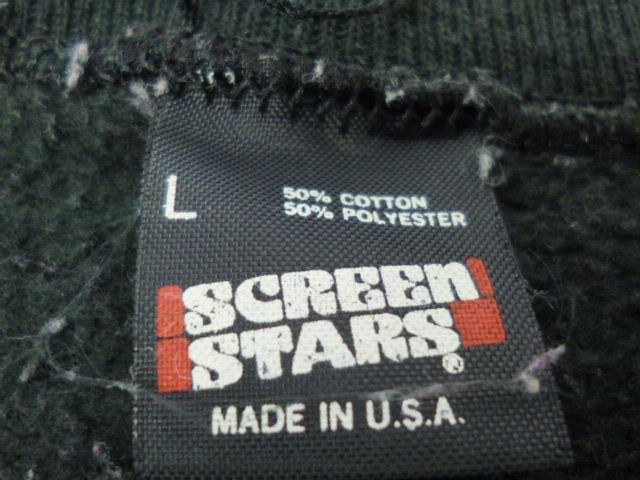 L
50% COTTON
50% POLYESTER
SCREEN
STARS®
MADE IN U.S.A.